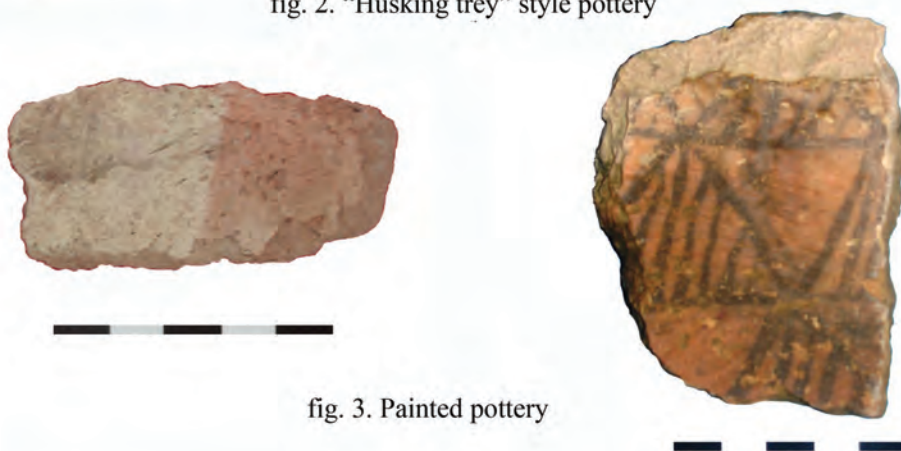 fig. 2. “Husking trey” style pottery
fig. 3. Painted pottery